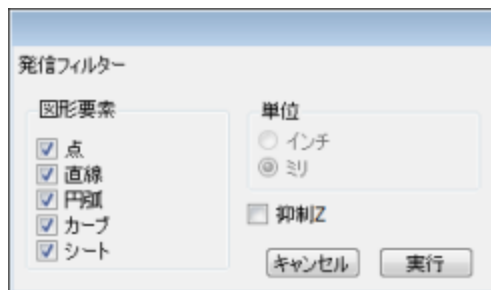 発信フィルター
図形要素
点
直線
円弧
カーブ
シート
単位
インチ
ミリ
抑制Z
キャンセル
実行